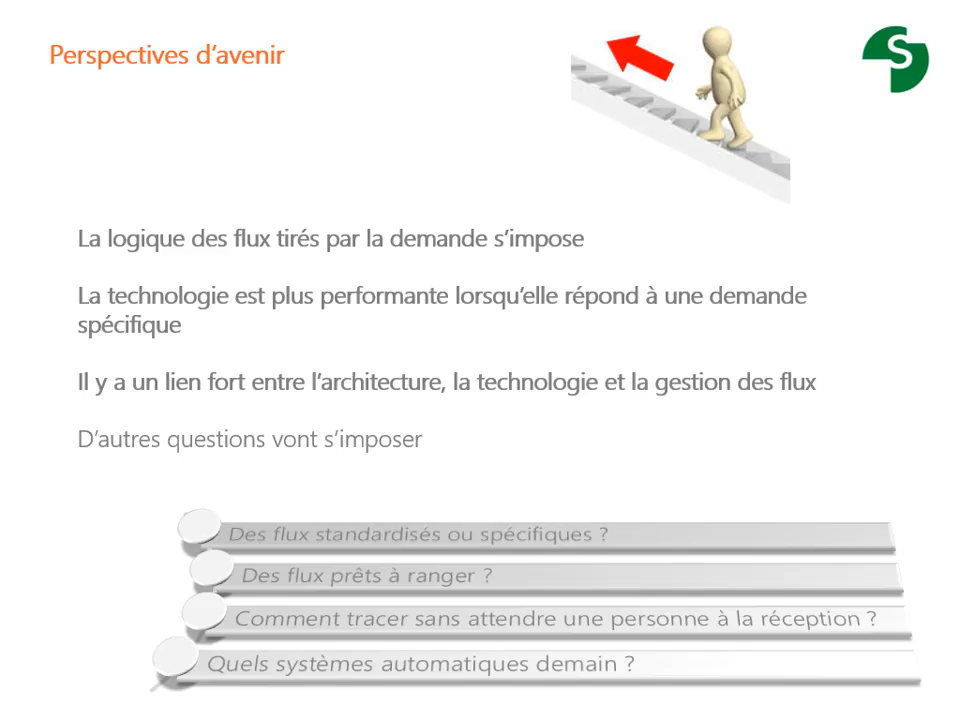 Perspectives d’avenir
S
La logique des flux tirés par la demande s’impose
La technologie est plus performante lorsqu’elle répond à une demande
spécifique
Il y a un lien fort entre l’architecture, la technologie et la gestion des flux
D’autres questions vont s’imposer
Des flux standardisés ou spécifiques ?
Des flux prêts à ranger ?
Comment tracer sans attendre une personne à la réception ?
Quels systèmes automatiques demain ?